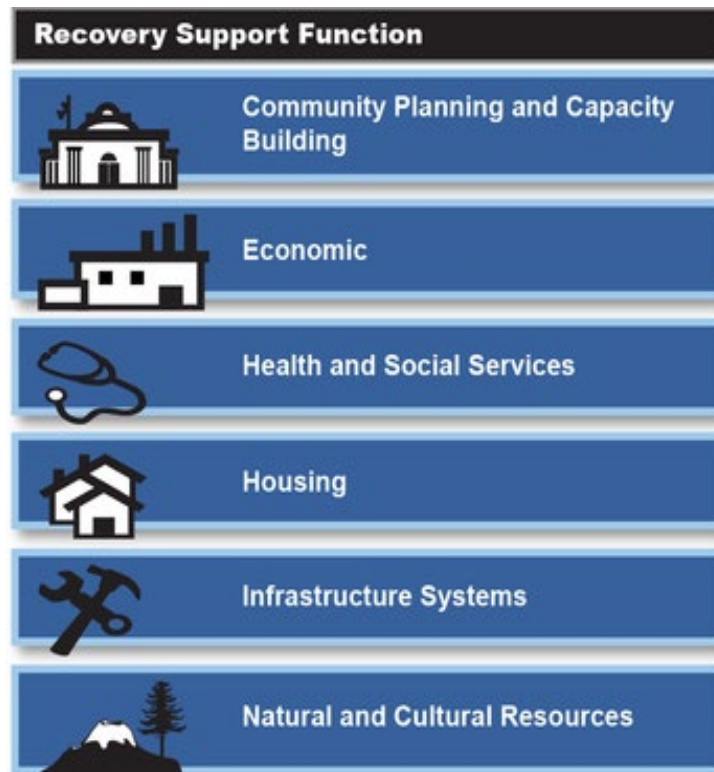 Recovery Support Function
Community Planning and Capacity
Building
Economic
Health and Social Services
Housing
Infrastructure Systems
Natural and Cultural Resources